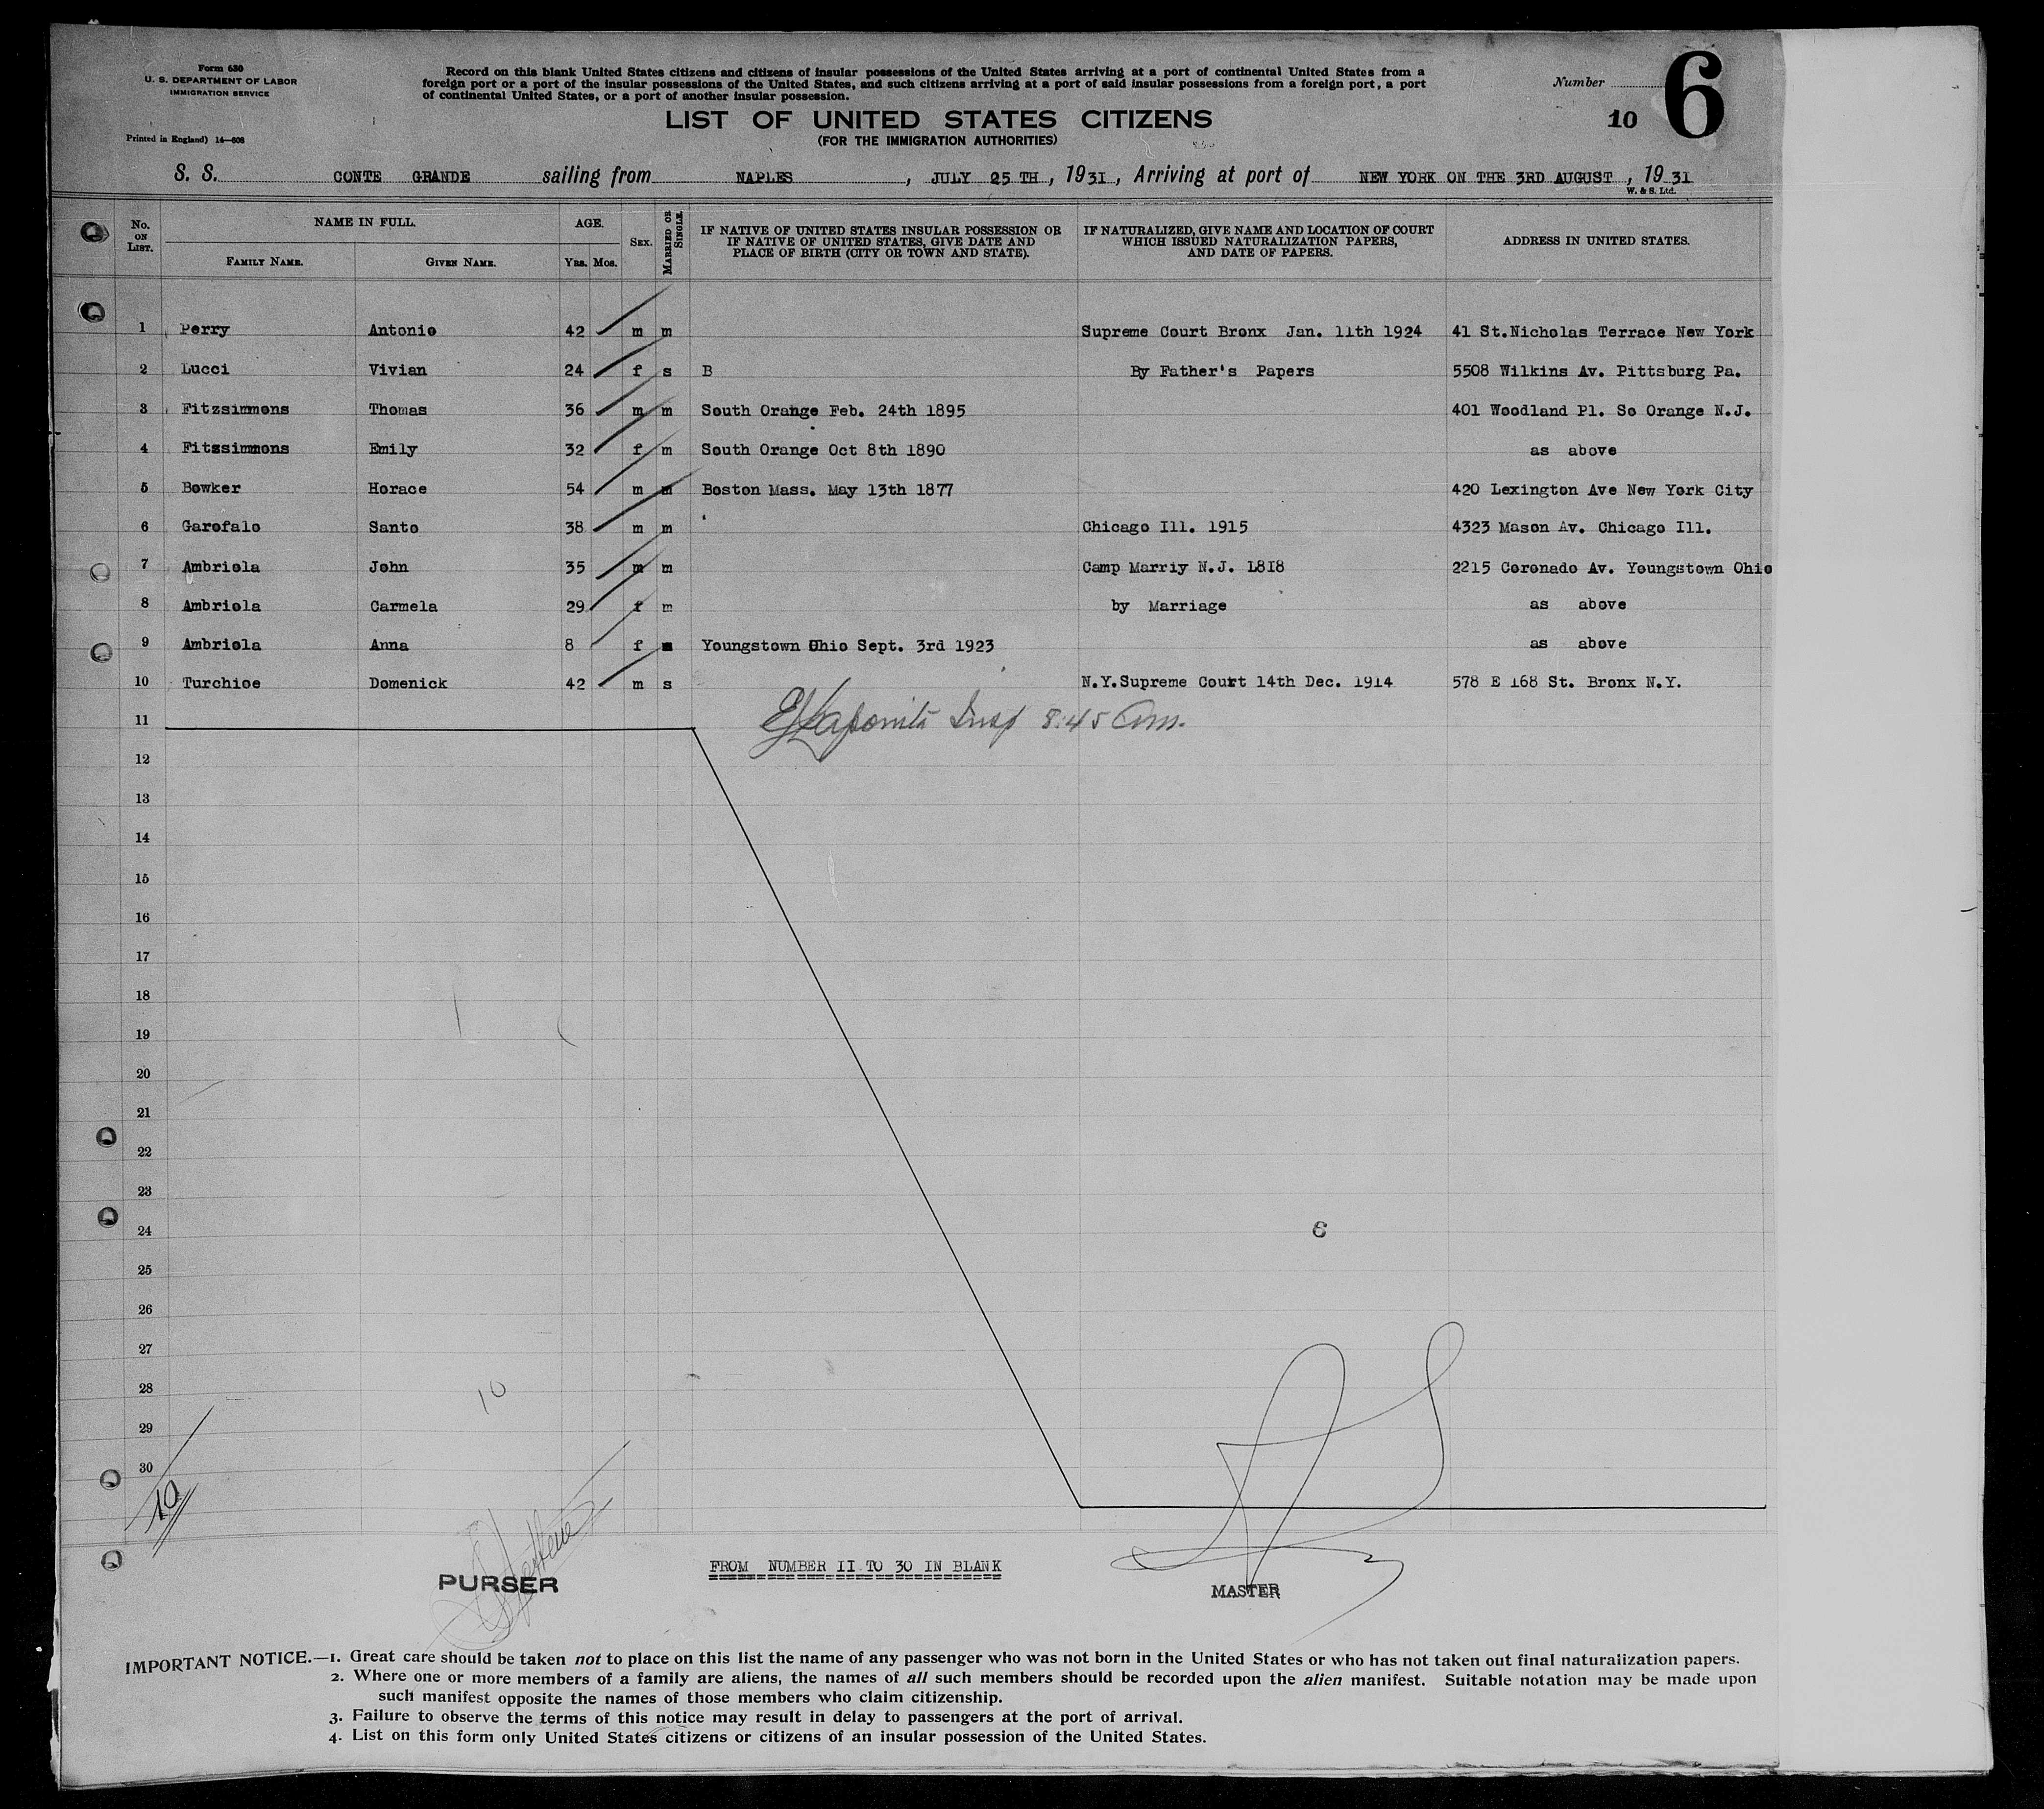 Form 630
U. S. DEPARTMENT OF LABOR
IMMIGRATION SERVICE
Printed in England) 14—608
Record on this blank United States citizens and citizens of insular possessions of the United States arriving at a port of continental United States from a
foreign port or a port of the insular possessions of the United States, and such citizens arriving at a port of said insular possessions from a foreign port, a port
of continental United States, or a port of another insular possession.
LIST OF UNITED STATES CITIZENS
(FOR THE IMMIGRATION AUTHORITIES)
Number
10 6
S. S. CONTE GRANDE sailing from NAPLES, JULY 25 TH, 1931, Arriving at port of NEW YORK ON THE 3RD AUGUST, 1931
W. & S. Ltd.
No. ON LIST. NAME IN FULL. FAMILY NAME. GIVEN NAME. AGE. YRS. MOS. SEX. MARRIED OR SINGLE. IF NATIVE OF UNITED STATES INSULAR POSSESSION OR IF NATIVE OF UNITED STATES, GIVE DATE AND PLACE OF BIRTH (CITY OR TOWN AND STATE). IF NATURALIZED, GIVE NAME AND LOCATION OF COURT WHICH ISSUED NATURALIZATION PAPERS, AND DATE OF PAPERS. ADDRESS IN UNITED STATES.
1 Perry Antonio 42 m m Supreme Court Bronx Jan. 11th 1924 41 St.Nicholas Terrace New York
2 Lucci Vivian 24 f s B By Father's Papers 5508 Wilkins Av. Pittsburg Pa.
3 Fitzsimmons Thomas 36 m m South Orange Feb. 24th 1895 401 Woodland Pl. So Orange N.J.
4 Fitzsimmons Emily 32 f m South Orange Oct 8th 1890 as above
5 Bowker Horace 54 m m Boston Mass. May 13th 1877 420 Lexington Ave New York City
6 Garofalo Santo 38 m m Chicago Ill. 1915 4323 Mason Av. Chicago Ill.
7 Ambriola John 35 m m Camp Marriy N.J. 1818 2215 Coronado Av. Youngstown Ohio
8 Ambriola Carmela 29 f m by Marriage as above
9 Ambriola Anna 8 f s Youngstown Ohio Sept. 3rd 1923 as above
10 Turchioe Domenick 42 m s N.Y.Supreme Court 14th Dec. 1914 578 E 168 St. Bronx N.Y.
11 Insp 8:45 Am.
12
13
14
15
16
17
18
19
20
21
22
23
24 6
25
26
27
28 10
29
30
10
PURSER
FROM NUMBER II TO 30 IN BLANK
MASTER
IMPORTANT NOTICE.—1. Great care should be taken not to place on this list the name of any passenger who was not born in the United States or who has not taken out final naturalization papers.
2. Where one or more members of a family are aliens, the names of all such members should be recorded upon the alien manifest. Suitable notation may be made upon
such manifest opposite the names of those members who claim citizenship.
3. Failure to observe the terms of this notice may result in delay to passengers at the port of arrival.
4. List on this form only United States citizens or citizens of an insular possession of the United States.